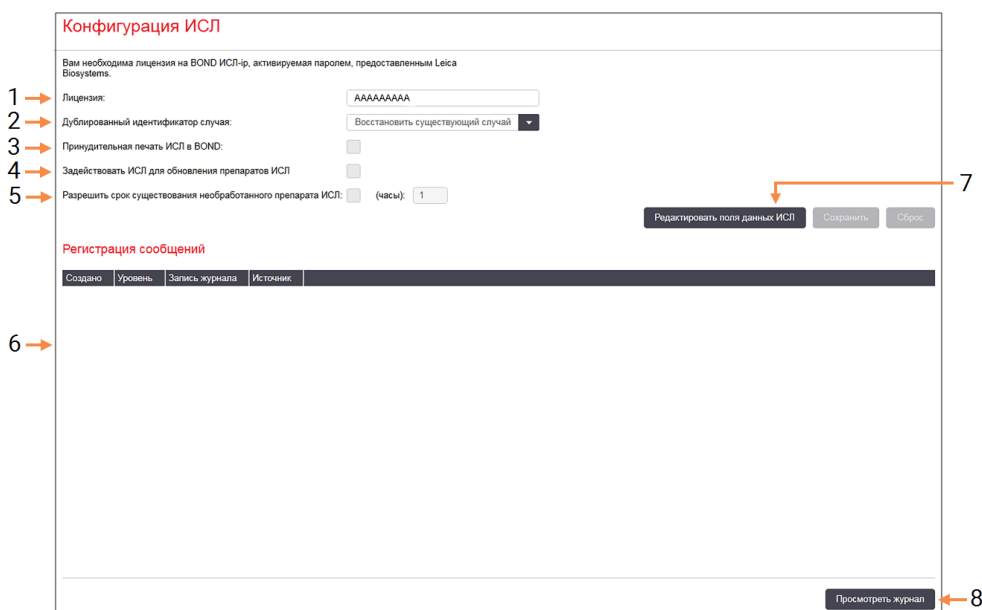 Конфигурация ИСЛ
Вам необходима лицензия на BOND ИСЛ-ip, активируемая паролем, предоставленным Leica
Biosystems.
1
Лицензия:
AAAAAAAAA
2
Дублированный идентификатор случая:
Восстановить существующий случай
3
Принудительная печать ИСЛ в BOND:
4
Задействовать ИСЛ для обновления препаратов ИСЛ
5
Разрешить срок существования необработанного препарата ИСЛ:
(часы):
1
7
Редактировать поля данных ИСЛ
Сохранить
Сброс
Регистрация сообщений
Создано
Уровень
Запись журнала
Источник
6
Просмотреть журнал
8